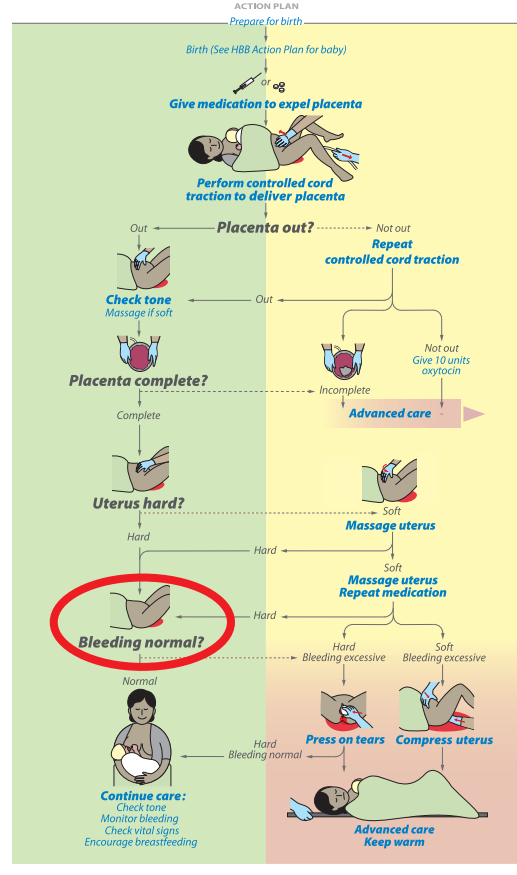 ACTION PLAN
Prepare for birth
Birth (See HBB Action Plan for baby)
or
Give medication to expel placenta
Perform controlled cord
traction to deliver placenta
Out
Placenta out?
Not out
Repeat
controlled cord traction
Check tone
Massage if soft
Out
Not out
Give 10 units
oxytocin
Placenta complete?
Incomplete
Complete
Advanced care
Uterus hard?
Soft
Massage uterus
Hard
Hard
Soft
Massage uterus
Repeat medication
Hard
Bleeding normal?
Hard
Bleeding excessive
Soft
Bleeding excessive
Normal
Press on tears
Compress uterus
Hard
Bleeding normal
Continue care:
Check tone
Monitor bleeding
Check vital signs
Encourage breastfeeding
Advanced care
Keep warm